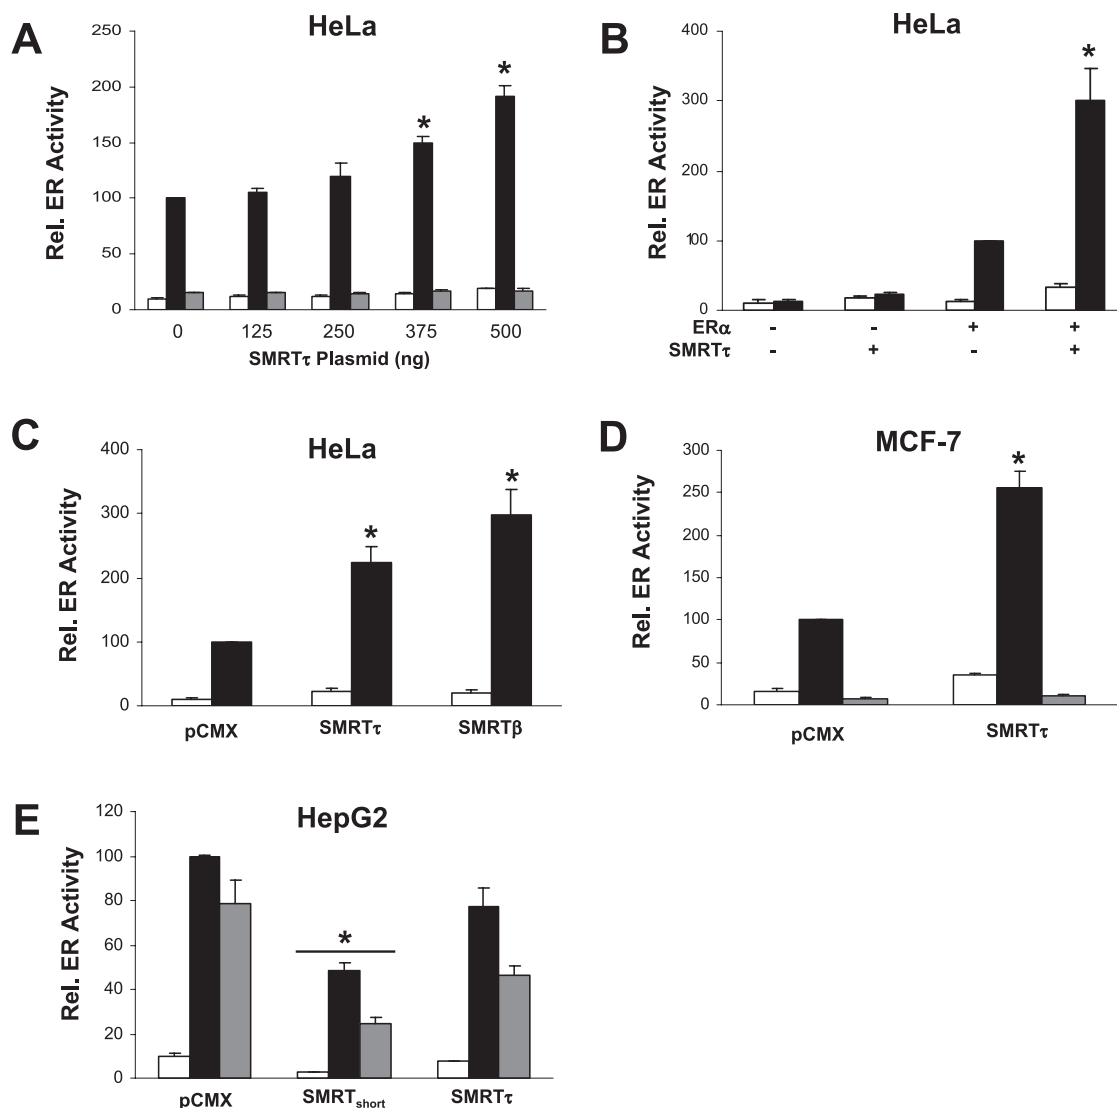 A
HeLa
250
200
150
100
50
0
Rel. ER Activity
*
*
0 125 250 375 500
SMRTτ Plasmid (ng)
B
HeLa
400
300
200
100
0
Rel. ER Activity
*
ERα - - + +
SMRTτ - + - +
C
HeLa
400
300
200
100
0
Rel. ER Activity
*
*
pCMX SMRTτ SMRTβ
D
MCF-7
300
250
200
150
100
50
0
Rel. ER Activity
*
pCMX SMRTτ
E
HepG2
120
100
80
60
40
20
0
Rel. ER Activity
*
pCMX SMRTshort SMRTτ